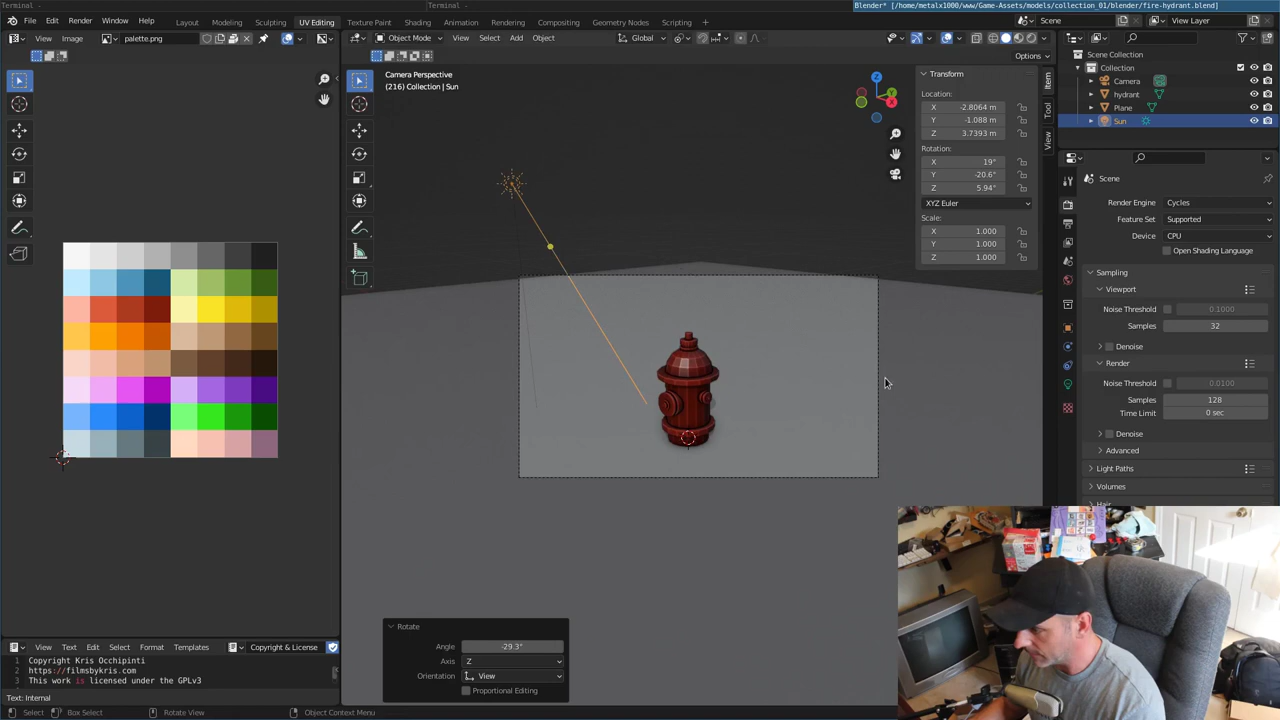 Terminal -
Terminal -
Blender* [/home/metalx1000/www/Game-Assets/models/collection_01/blender/fire-hydrant.blend]
File Edit Render Window Help Layout Modeling Sculpting UV Editing Texture Paint Shading Animation Rendering Compositing Geometry Nodes Scripting
Scene
View Layer
View Image palette.png
Object Mode View Select Add Object
Global
Options
Camera Perspective
(216) Collection | Sun
Transform
Location:
X -2.8064 m
Y -1.088 m
Z 3.7393 m
Rotation:
X 19°
Y -20.6°
Z 5.94°
XYZ Euler
Scale:
X 1.000
Y 1.000
Z 1.000
Item
Tool
View
Z
Y
X
Scene Collection
Collection
Camera
hydrant
Plane
Sun
Scene
Render Engine Cycles
Feature Set Supported
Device CPU
Open Shading Language
Sampling
Viewport
Noise Threshold 0.1000
Samples 32
Denoise
Render
Noise Threshold 0.0100
Samples 128
Time Limit 0 sec
Denoise
Advanced
Light Paths
Volumes
Rotate
Angle -29.3°
Axis Z
Orientation View
Proportional Editing
View Text Edit Select Format Templates Copyright & License
1 Copyright Kris Occhipinti
2 https://filmsbykris.com
3 This work is licensed under the GPLv3
Text: Internal
Select Box Select Rotate View Object Context Menu